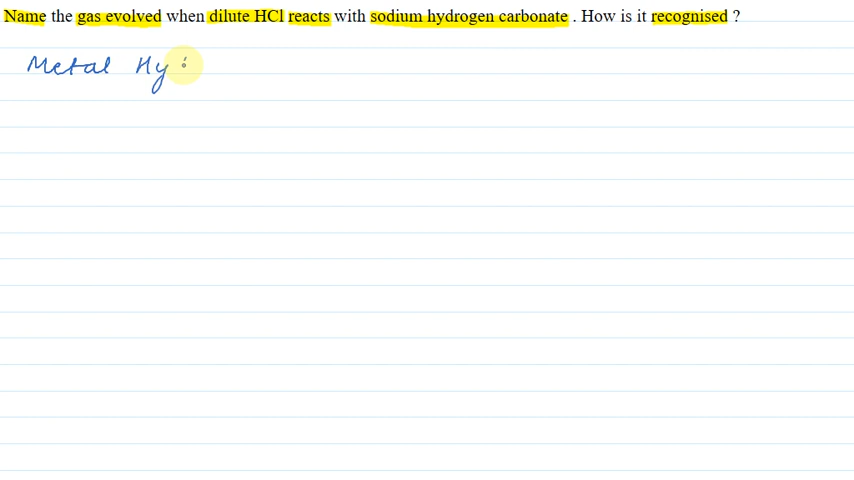 Name the gas evolved when dilute HCl reacts with sodium hydrogen carbonate . How is it recognised ?
Metal Hy